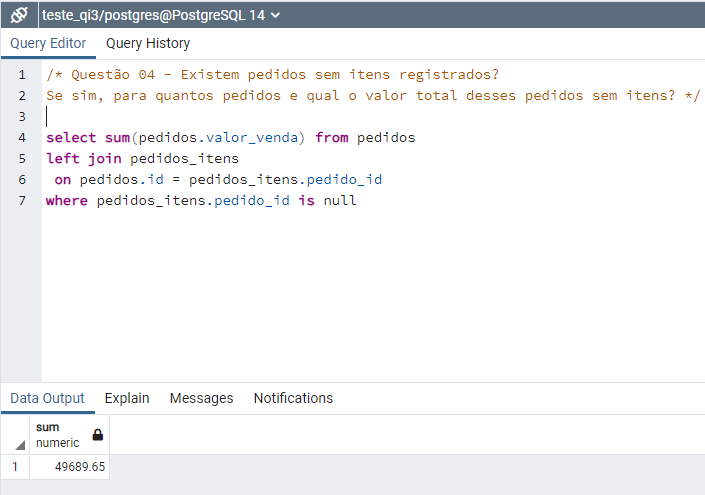 teste_qi3/postgres@PostgreSQL 14
Query Editor Query History
1 /* Questão 04 - Existem pedidos sem itens registrados?
2 Se sim, para quantos pedidos e qual o valor total desses pedidos sem itens? */
3
4 select sum(pedidos.valor_venda) from pedidos
5 left join pedidos_itens
6 on pedidos.id = pedidos_itens.pedido_id
7 where pedidos_itens.pedido_id is null
Data Output Explain Messages Notifications
sum
numeric
1 49689.65